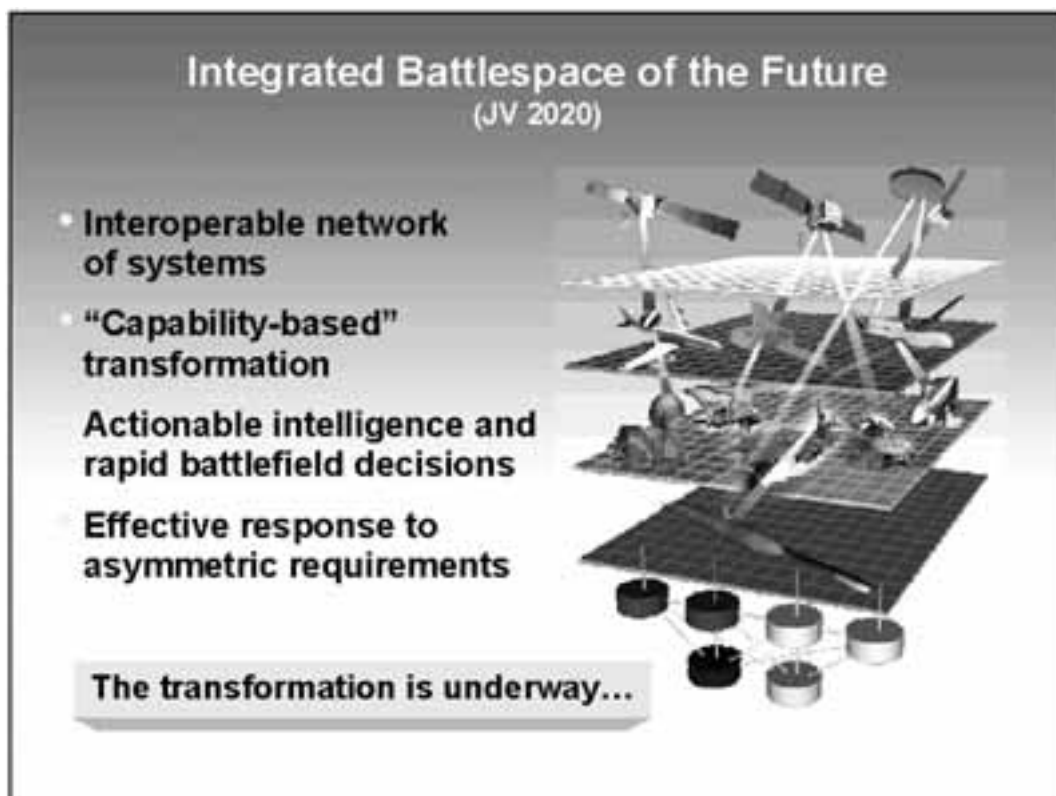 Integrated Battlespace of the Future
(JV 2020)
Interoperable network
of systems
“Capability-based”
transformation
Actionable intelligence and
rapid battlefield decisions
Effective response to
asymmetric requirements
The transformation is underway…